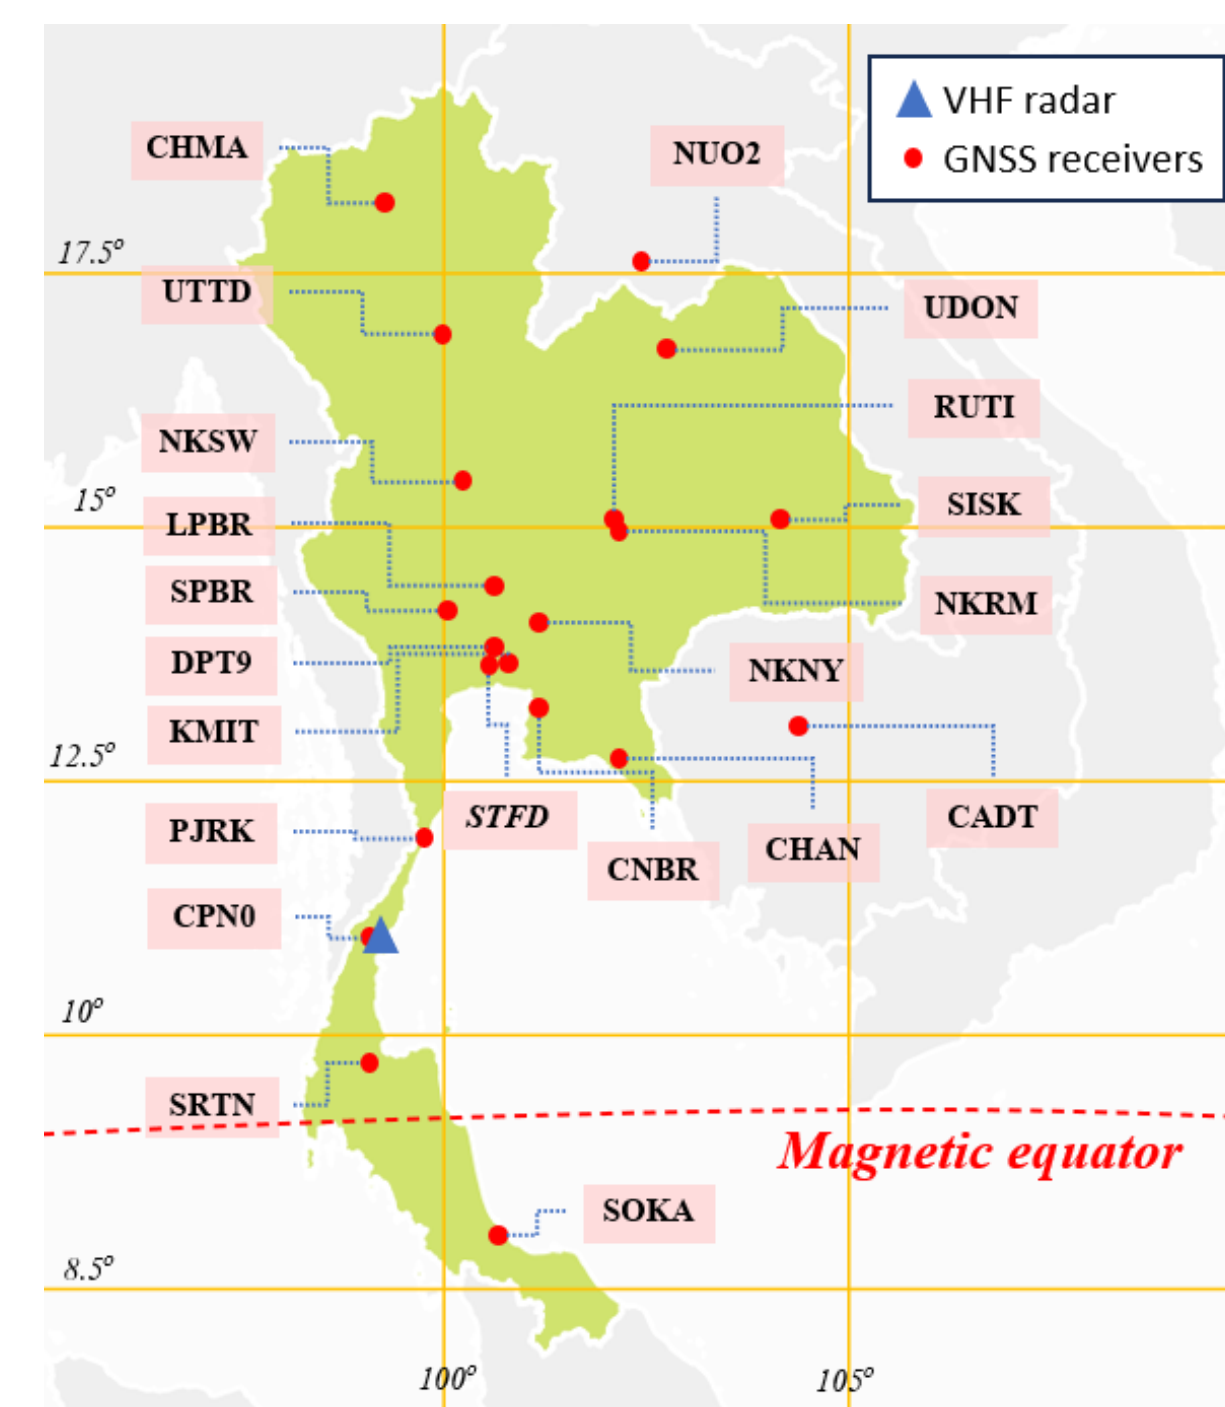 VHF radar
GNSS receivers
CHMA
NUO2
17.5°
UTTD
UDON
RUTI
NKSW
15°
SISK
LPBR
SPBR
NKRM
DPT9
NKNY
KMIT
12.5°
STFD
CADT
PJRK
CHAN
CNBR
CPN0
10°
SRTN
Magnetic equator
SOKA
8.5°
100°
105°